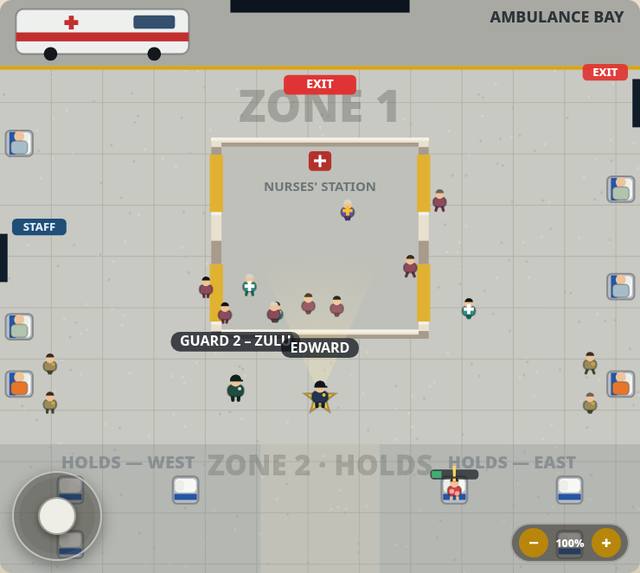 AMBULANCE BAY
EXIT
EXIT
ZONE 1
NURSES' STATION
STAFF
GUARD 2 – ZULU
EDWARD
HOLDS — WEST
ZONE 2 · HOLDS
HOLDS — EAST
− 100% +